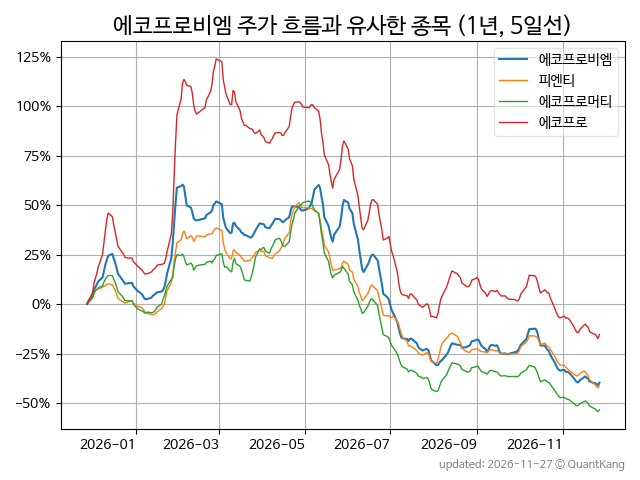 에코프로비엠 주가 흐름과 유사한 종목 (1년, 5일선)
에코프로비엠
피엔티
에코프로머티
에코프로
125%
100%
75%
50%
25%
0%
−25%
−50%
2026-01
2026-03
2026-05
2026-07
2026-09
2026-11
updated: 2026-11-27 © QuantKang